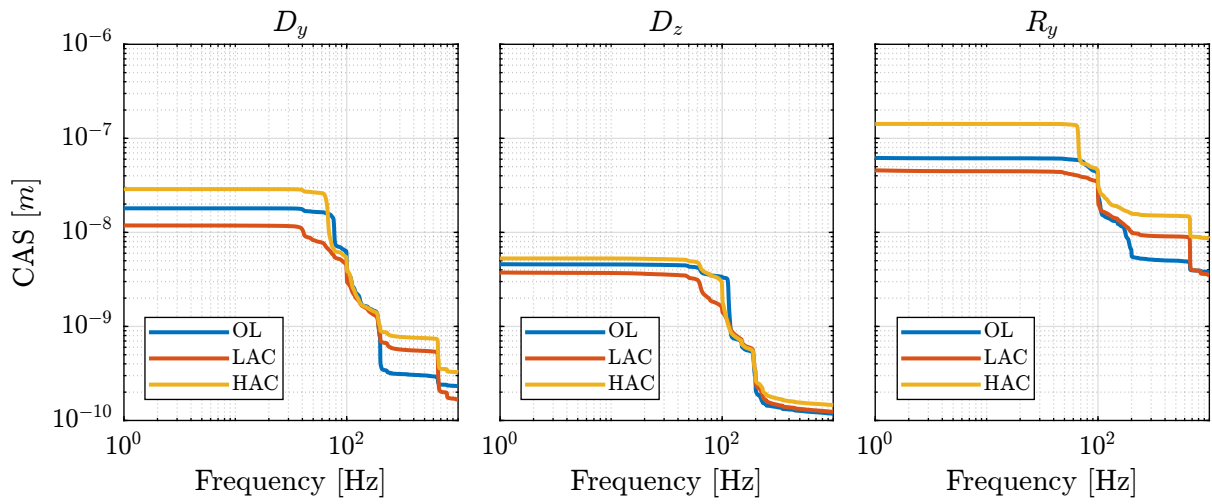 D_y
D_z
R_y
CAS [m]
10^{-6}
10^{-7}
10^{-8}
10^{-9}
10^{-10}
OL
LAC
HAC
OL
LAC
HAC
OL
LAC
HAC
10^0
10^2
10^0
10^2
10^0
10^2
Frequency [Hz]
Frequency [Hz]
Frequency [Hz]